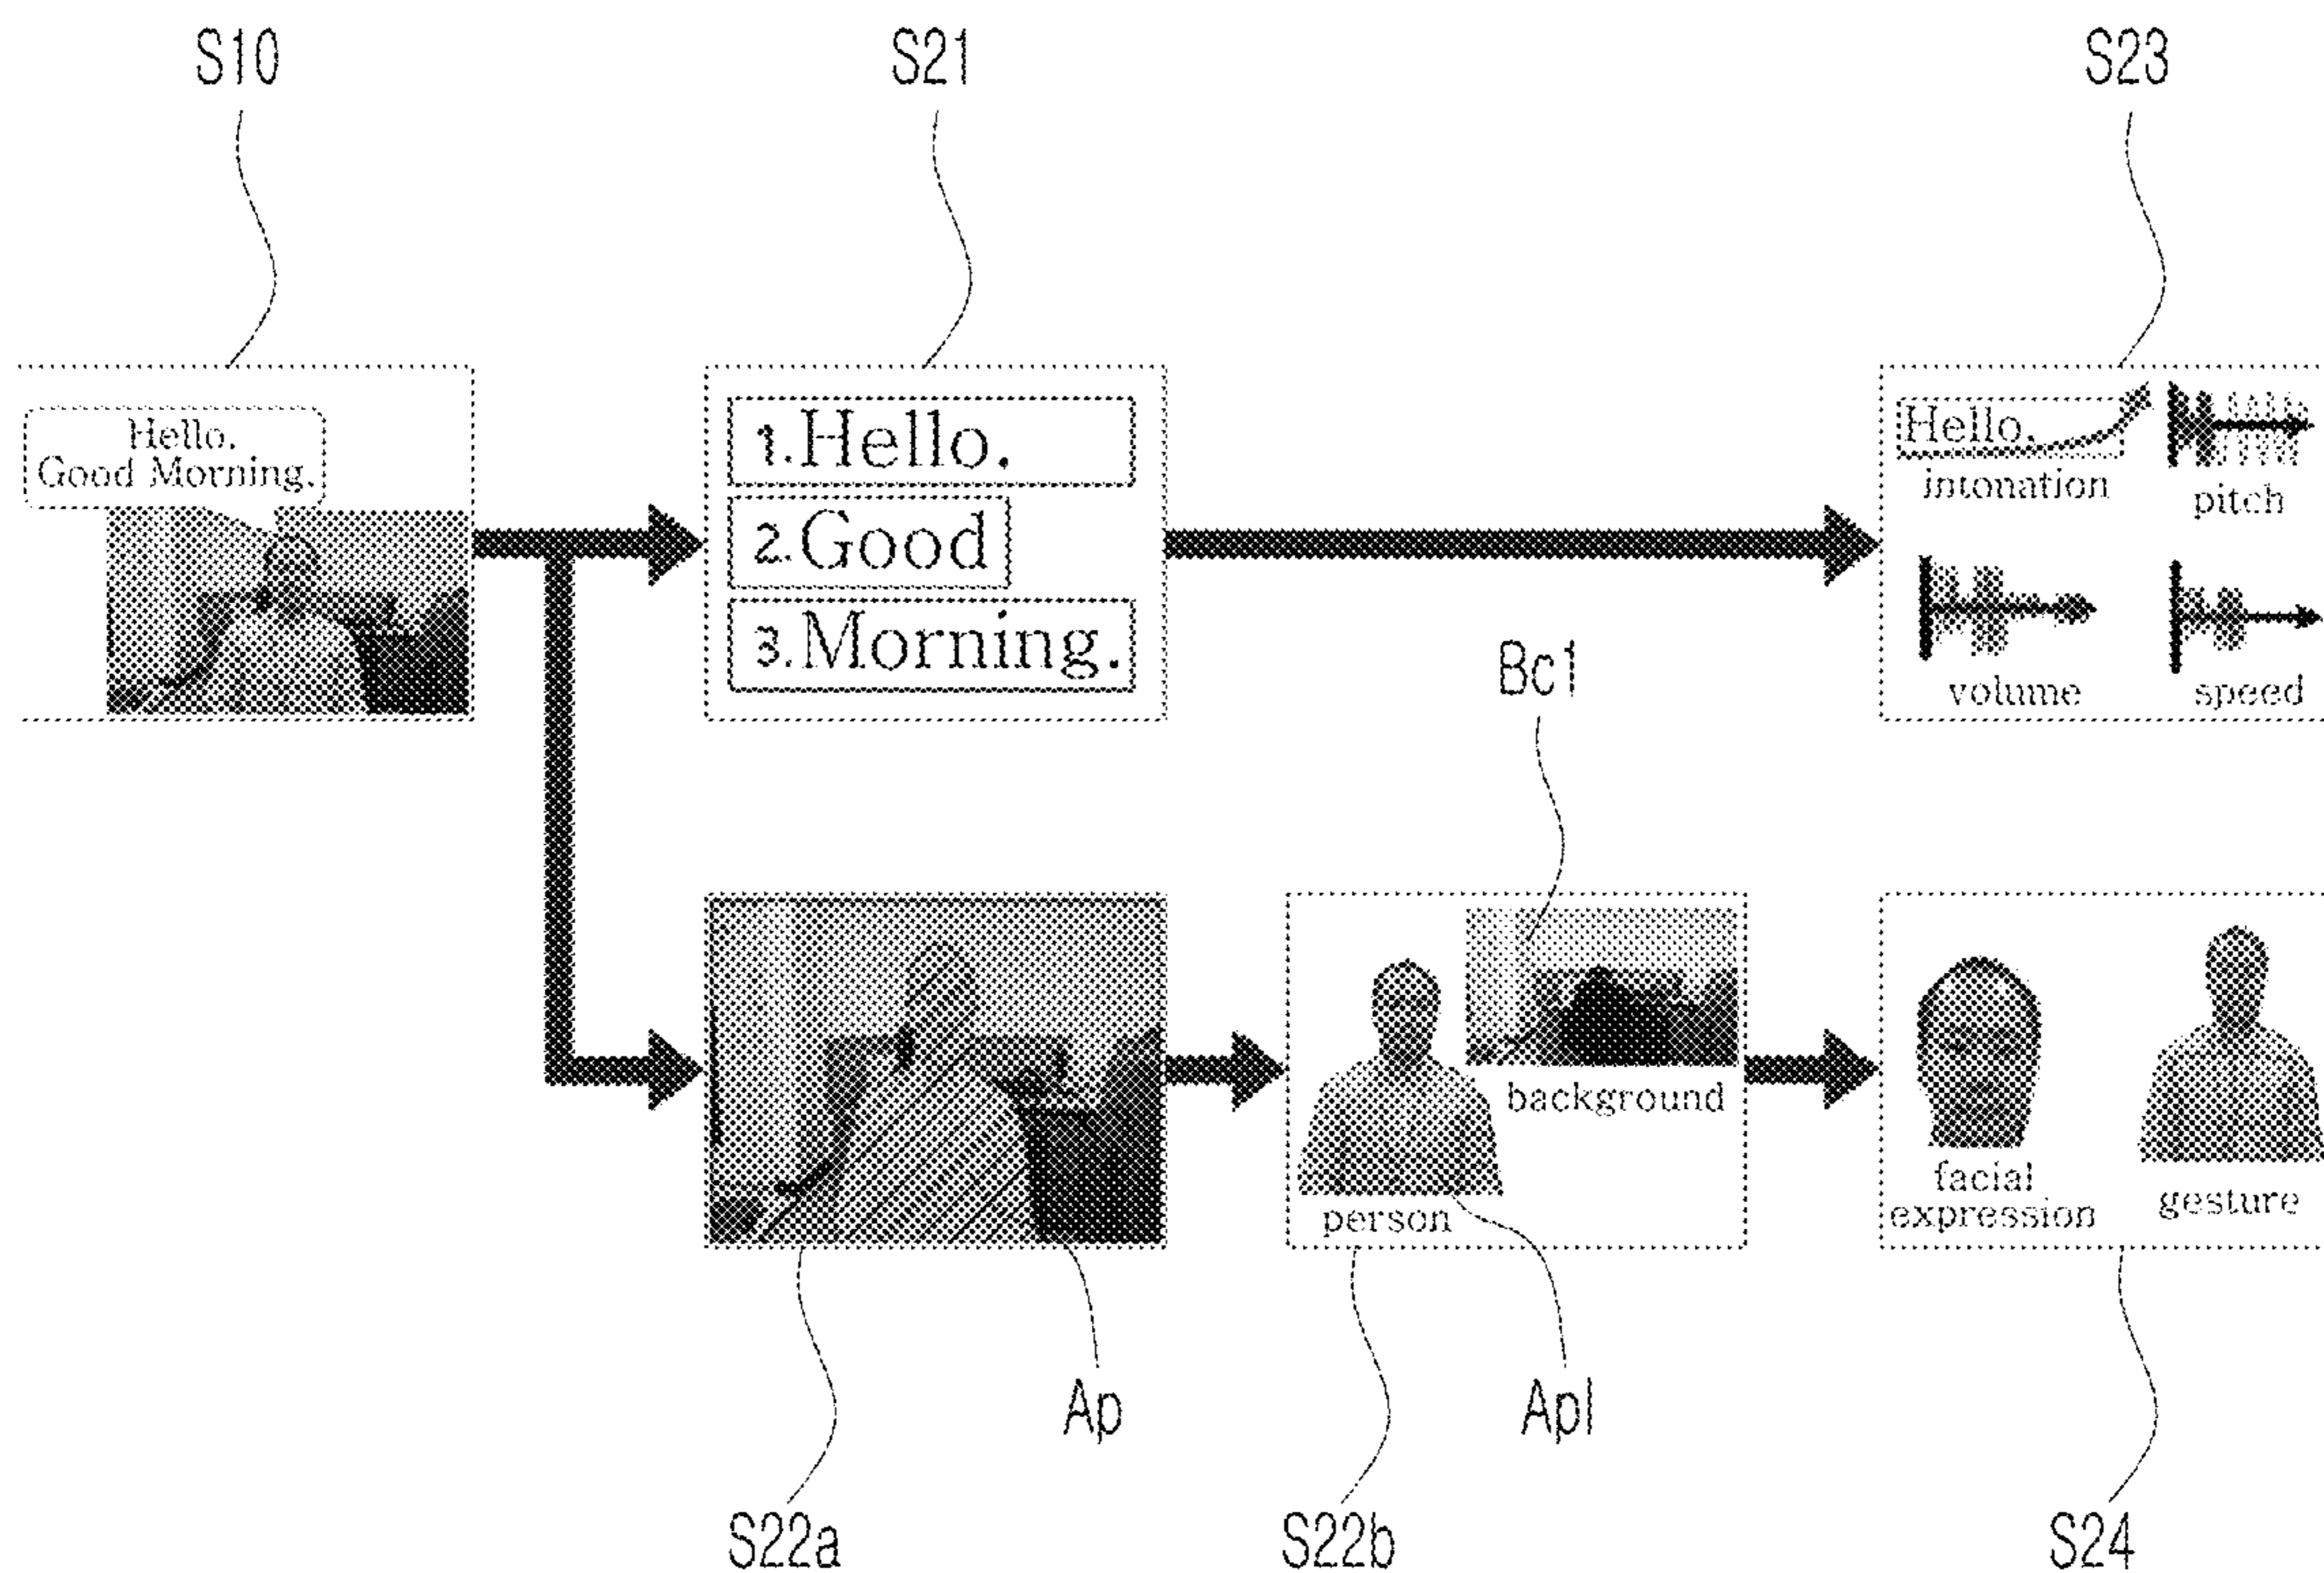 S10
S21
S23
Hello.
Good Morning.
1.Hello.
2.Good
3.Morning.
Hello.
intonation
pitch
volume
speed
Bc1
background
person
facial
expression
gesture
Ap
Apl
S22a
S22b
S24